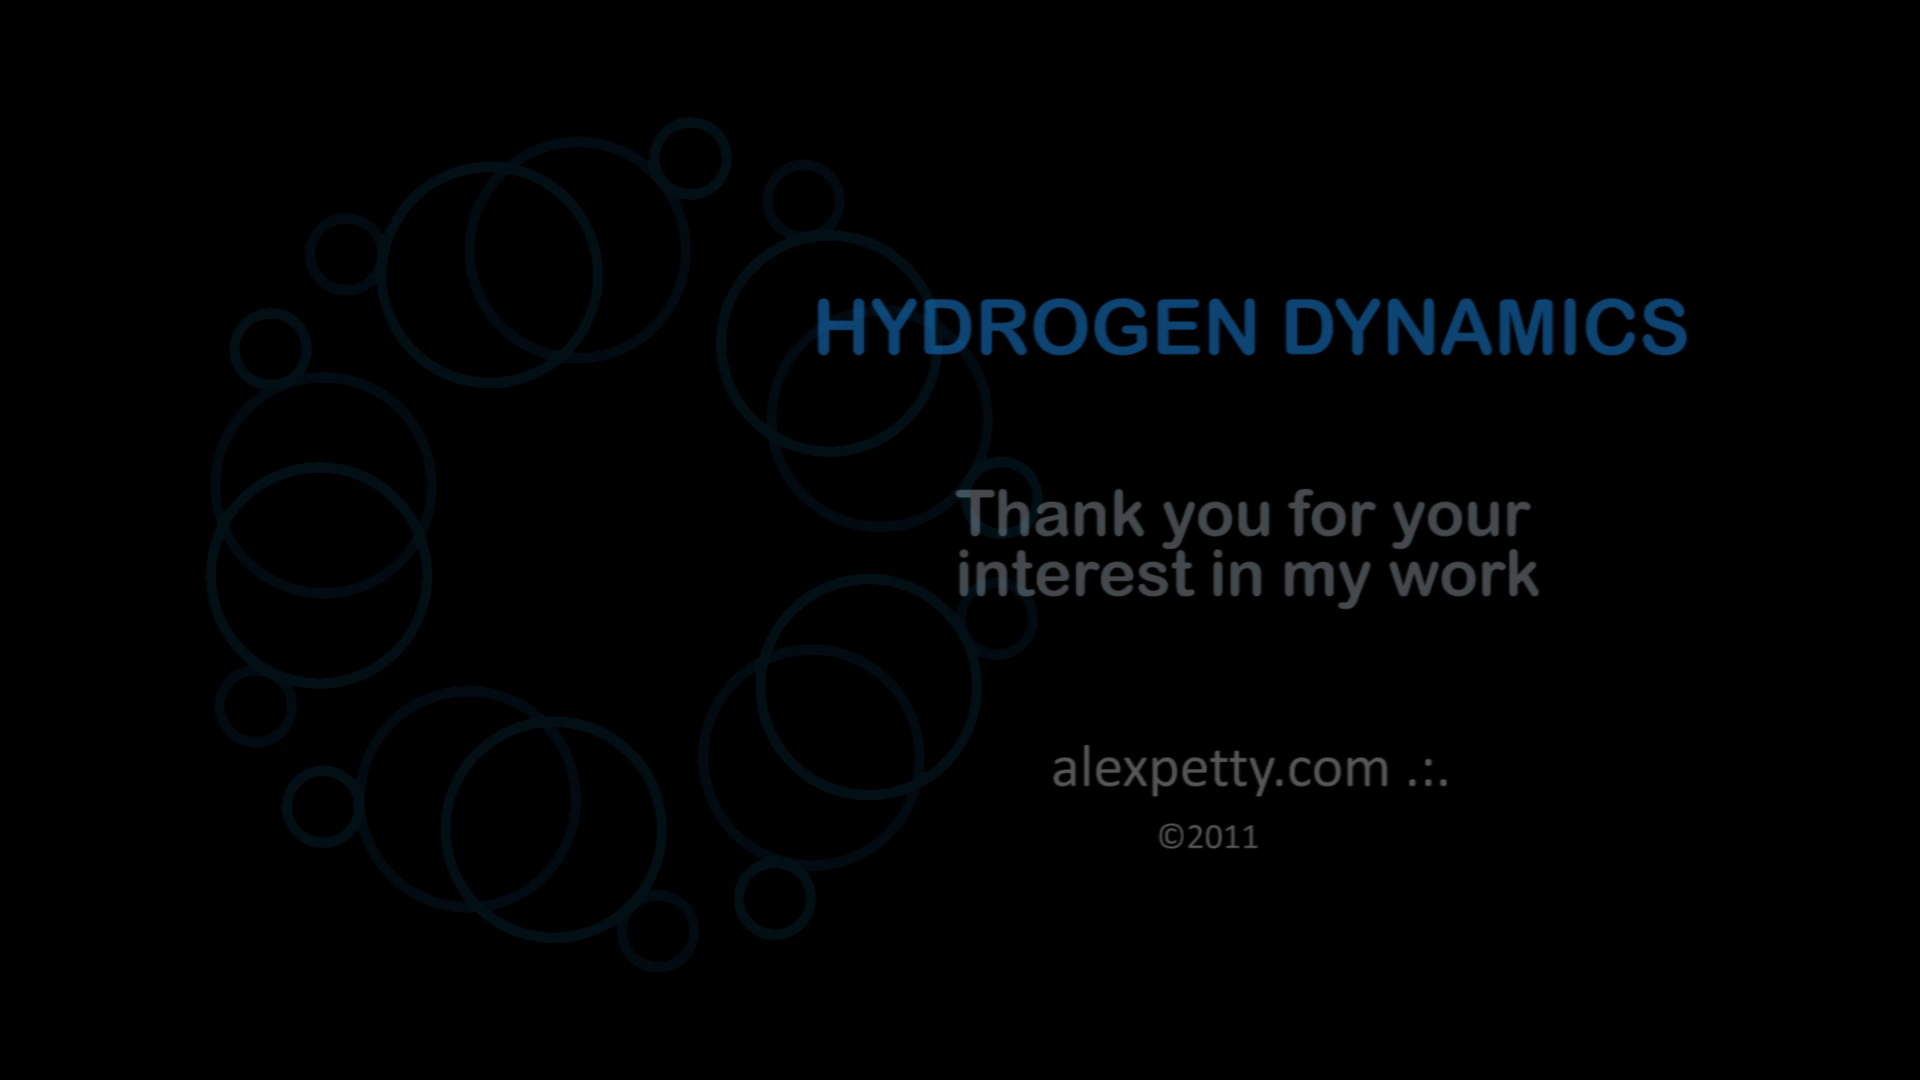 HYDROGEN DYNAMICS
Thank you for your
interest in my work
alexpetty.com .:.
©2011